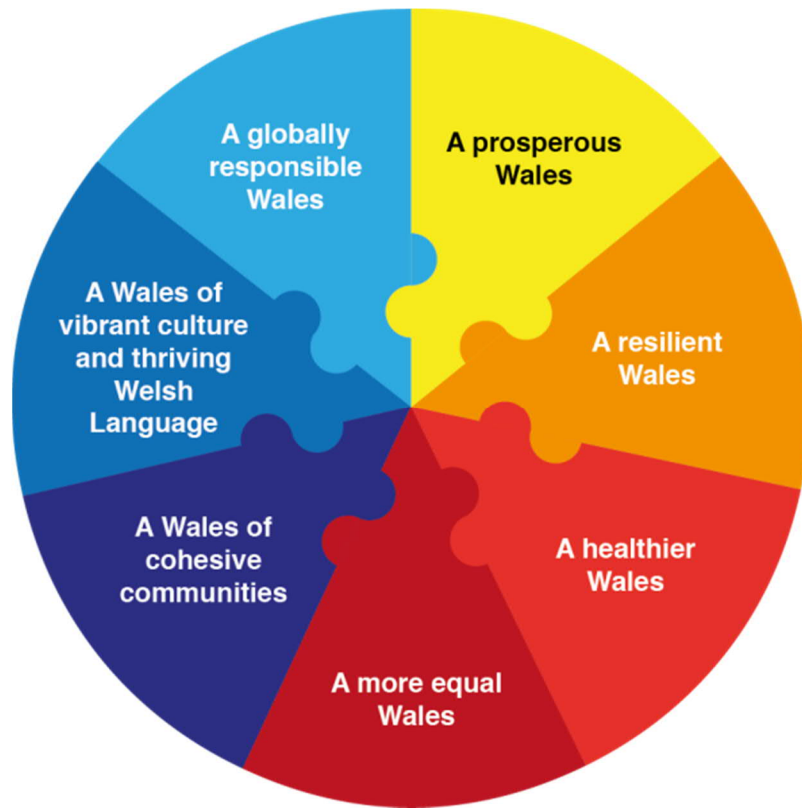 A prosperous
Wales
A resilient
Wales
A healthier
Wales
A more equal
Wales
A Wales of
cohesive
communities
A Wales of
vibrant culture
and thriving
Welsh
Language
A globally
responsible
Wales